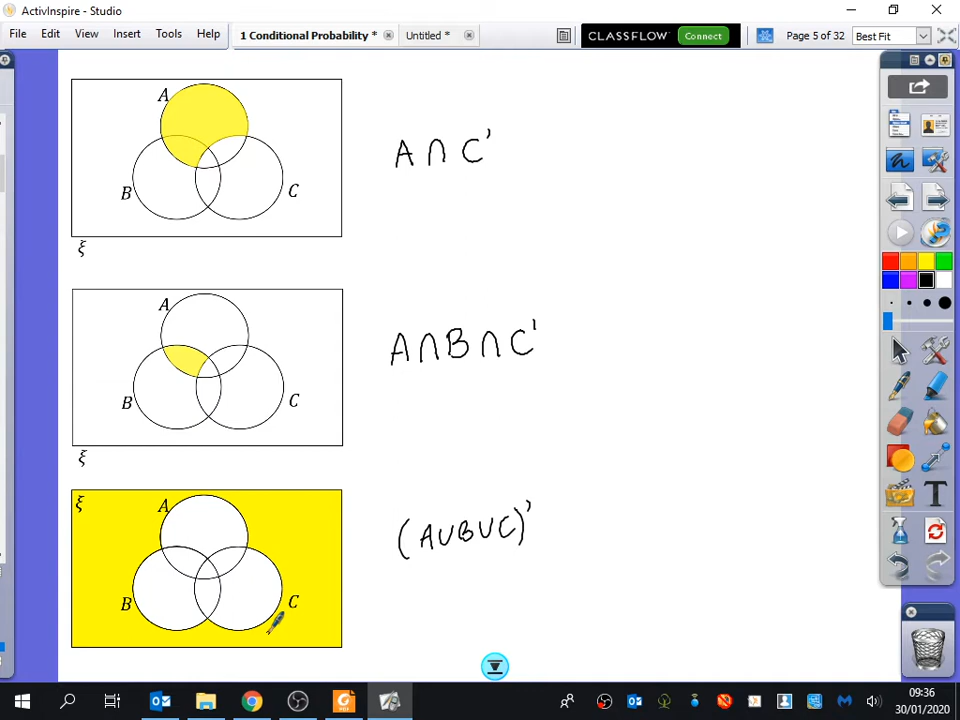 ActivInspire - Studio
File Edit View Insert Tools Help
1 Conditional Probability *
Untitled *
CLASSFLOW Connect
Page 5 of 32
Best Fit
A
B
C
ξ
A ∩ C'
A
B
C
ξ
A ∩ B ∩ C'
ξ
A
B
C
(A∪B∪C)'
T
09:36
30/01/2020